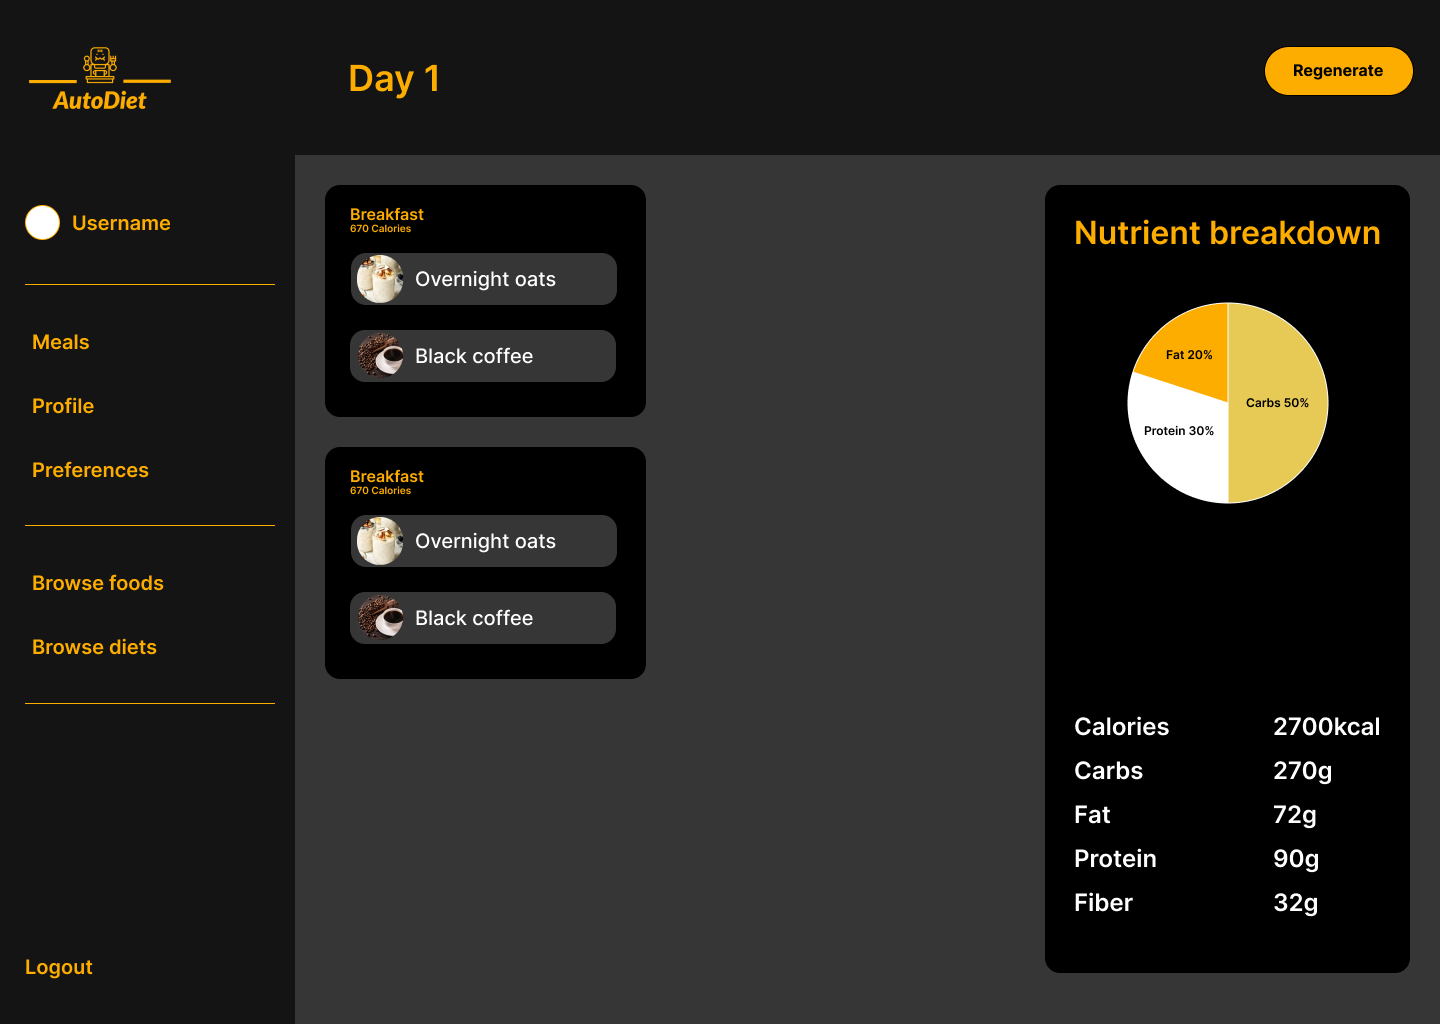 AutoDiet
Day 1
Regenerate
Username
Meals
Profile
Preferences
Browse foods
Browse diets
Logout
Breakfast
670 Calories
Overnight oats
Black coffee
Breakfast
670 Calories
Overnight oats
Black coffee
Nutrient breakdown
Fat 20%
Carbs 50%
Protein 30%
Calories 2700kcal
Carbs 270g
Fat 72g
Protein 90g
Fiber 32g